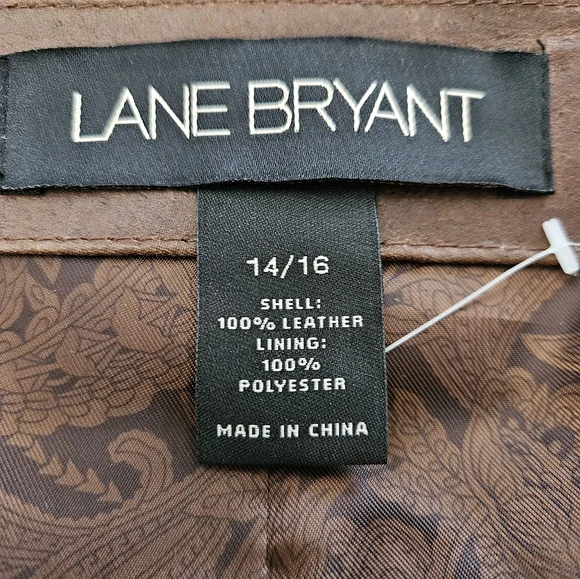 LANE BRYANT
14/16
SHELL:
100% LEATHER
LINING:
100%
POLYESTER
MADE IN CHINA